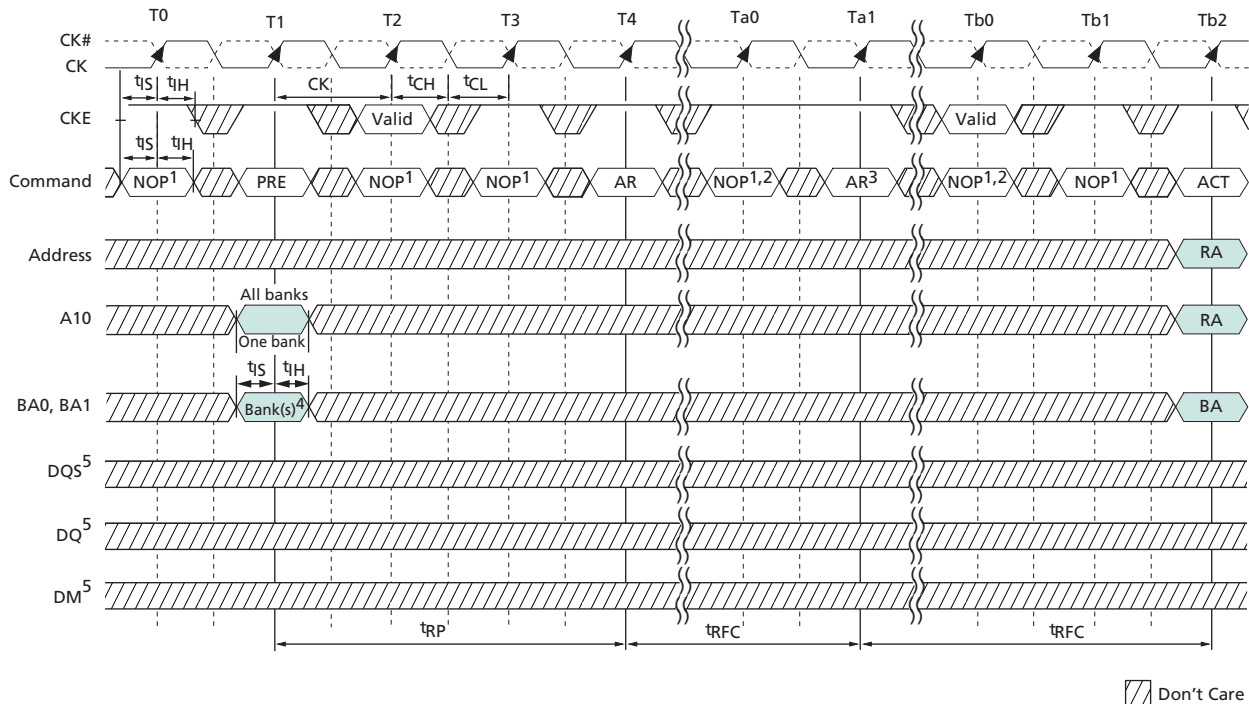 T0 T1 T2 T3 T4 Ta0 Ta1 Tb0 Tb1 Tb2
CK#
CK
tIS tIH CK tCH tCL
CKE Valid Valid
tIS tIH
Command NOP1 PRE NOP1 NOP1 AR NOP1,2 AR3 NOP1,2 NOP1 ACT
Address RA
All banks
A10 RA
One bank
tIS tIH
BA0, BA1 Bank(s)4 BA
DQS5
DQ5
DM5
tRP tRFC tRFC
Don't Care